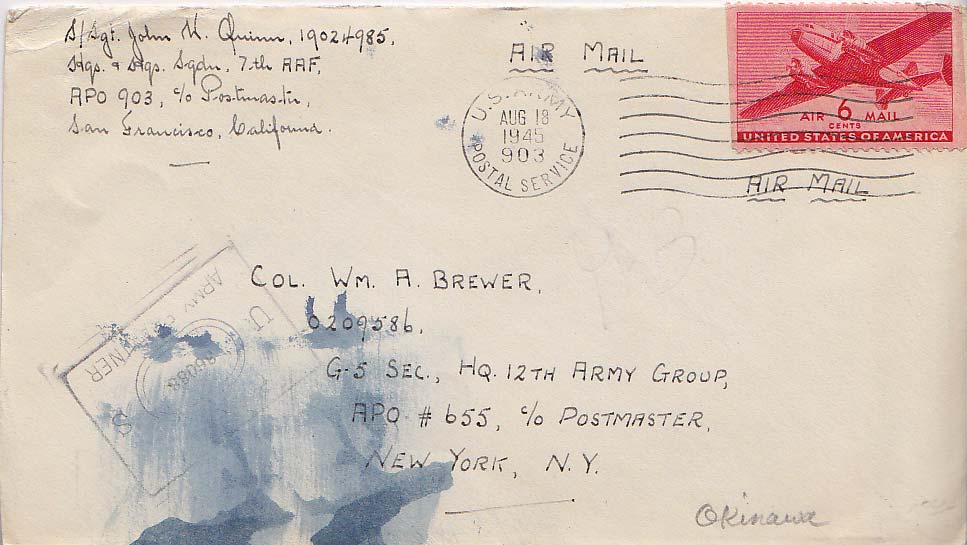 S/Sgt. John K. Quinn, 19024985,
Hqs. & Hqs. Sqdn, 7th AAF,
APO 903, c/o Postmaster,
San Francisco, California.
AIR MAIL
U.S. ARMY
AUG 18
1945
903
POSTAL SERVICE
AIR 6 MAIL
CENTS
UNITED STATES OF AMERICA
AIR MAIL
903
COL. WM. A. BREWER,
0209586,
G-5 SEC., HQ. 12TH ARMY GROUP,
APO # 655, c/o POSTMASTER,
NEW YORK, N.Y.
U S
ARMY
Okinawa